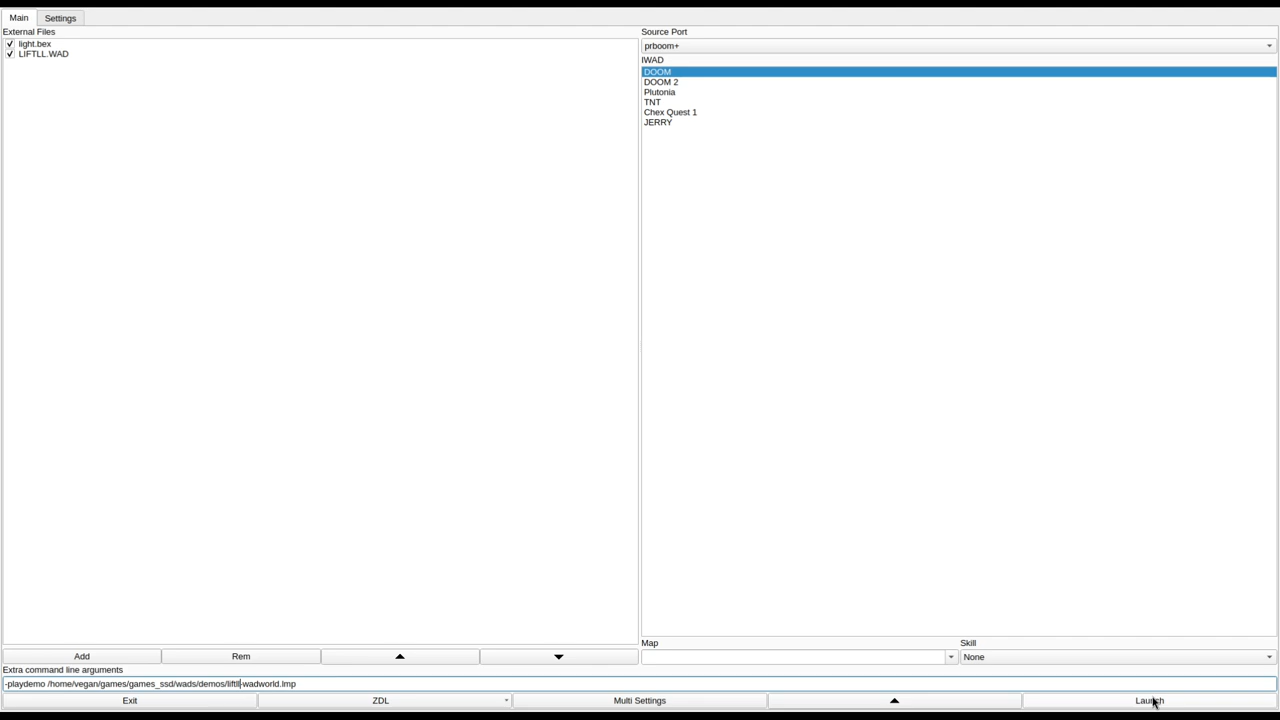 Main Settings
External Files
light.bex
LIFTLL.WAD
Source Port
prboom+
IWAD
DOOM
DOOM 2
Plutonia
TNT
Chex Quest 1
JERRY
Map Skill
None
Add Rem
Extra command line arguments
-playdemo /home/vegan/games/games_ssd/wads/demos/liftll-wadworld.lmp
Exit ZDL Multi Settings Launch